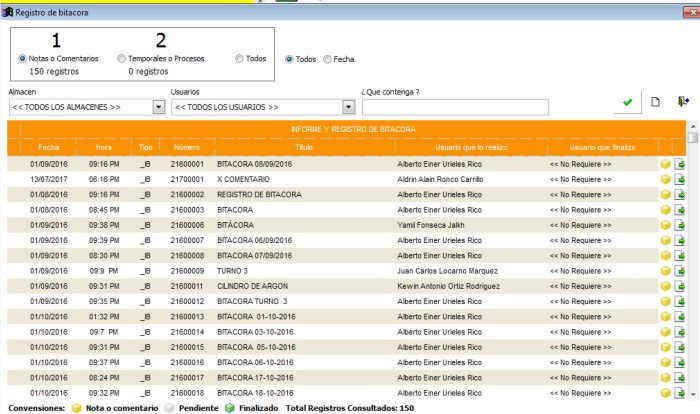 Registro de bitacora
1 2
Notas o Comentarios Temporales o Procesos Todos Todos Fecha
150 registros 0 registros
Almacen Usuarios ¿ Que contenga ?
<< TODOS LOS ALMACENES >> << TODOS LOS USUARIOS >>
INFORME Y REGISTRO DE BITACORA
Fecha Hora Tipo Número Título Usuario que lo realizo Usuario que finalizo
01/09/2016 09:16 PM _IB 21600001 BITACORA 08/09/2016 Alberto Einer Urieles Rico << No Requiere >>
13/07/2017 06:16 PM _IB 21700001 X COMENTARIO Aldrin Alain Ronco Carrillo << No Requiere >>
01/08/2016 09:16 PM _IB 21600002 REGISTRO DE BITACORA Alberto Einer Urieles Rico << No Requiere >>
01/08/2016 08:45 PM _IB 21600003 BITACORA Alberto Einer Urieles Rico << No Requiere >>
01/09/2016 09:38 PM _IB 21600006 BITÁCORA Yamil Fonseca Jalkh << No Requiere >>
01/09/2016 09:39 PM _IB 21600007 BITACORA 06/09/2016 Alberto Einer Urieles Rico << No Requiere >>
01/09/2016 08:30 PM _IB 21600008 BITACORA 07/09/2016 Alberto Einer Urieles Rico << No Requiere >>
01/09/2016 09:9 PM _IB 21600009 TURNO 3 Juan Carlos Locarno Marquez << No Requiere >>
01/09/2016 09:31 PM _IB 21600011 CILINDRO DE ARGON Kewin Antonio Ortiz Rodriguez << No Requiere >>
01/09/2016 09:35 PM _IB 21600012 BITACORA TURNO 3 Alberto Einer Urieles Rico << No Requiere >>
01/10/2016 01:32 PM _IB 21600013 BITACORA 01-10-2016 Alberto Einer Urieles Rico << No Requiere >>
01/10/2016 09:7 PM _IB 21600014 BITACORA 03-10-2016 Alberto Einer Urieles Rico << No Requiere >>
01/10/2016 09:31 PM _IB 21600015 BITACORA 05-10-2016 Alberto Einer Urieles Rico << No Requiere >>
01/10/2016 09:37 PM _IB 21600016 BITACORA 06-10-2016 Alberto Einer Urieles Rico << No Requiere >>
01/10/2016 08:24 PM _IB 21600017 BITACORA 17-10-2016 Alberto Einer Urieles Rico << No Requiere >>
01/10/2016 09:32 PM _IB 21600018 BITACORA 18-10-2016 Alberto Einer Urieles Rico << No Requiere >>
Convensiones: Nota o comentario Pendiente Finalizado Total Registros Consultados: 150